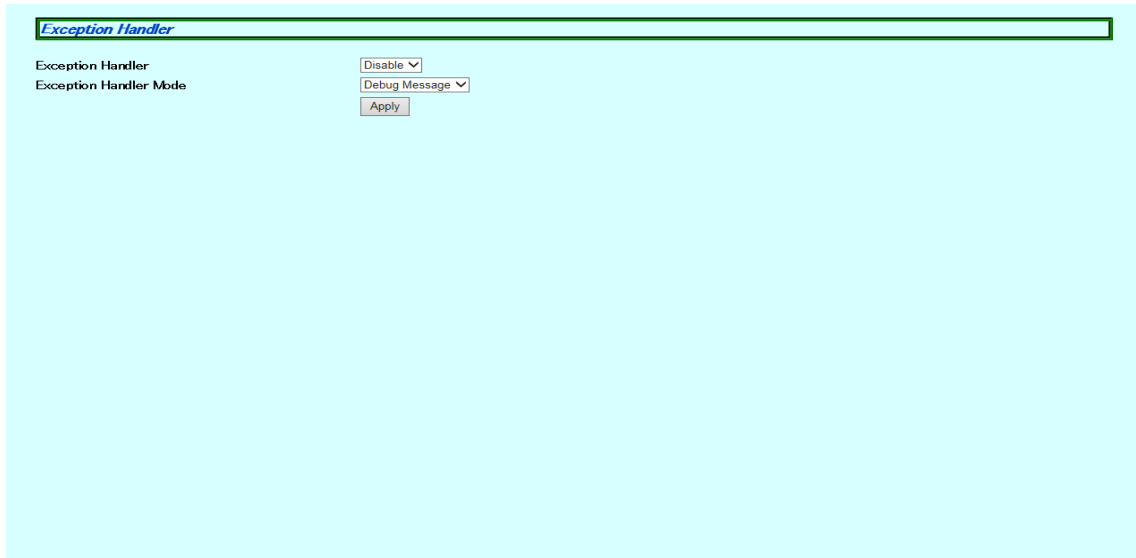 Exception Handler
Exception Handler Disable
Exception Handler Mode Debug Message
Apply